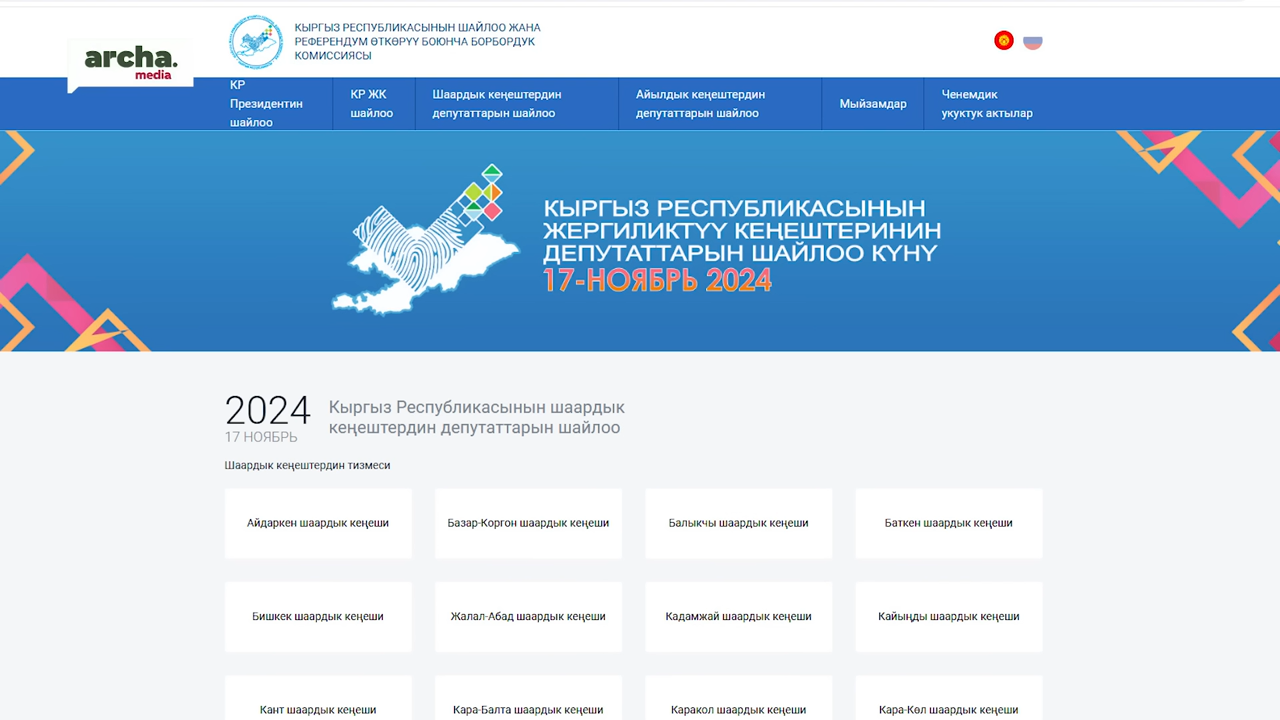 КЫРГЫЗ РЕСПУБЛИКАСЫНЫН ШАЙЛОО ЖАНА
РЕФЕРЕНДУМ ӨТКӨРҮҮ БОЮНЧА БОРБОРДУК
КОМИССИЯСЫ
archa.
media
КР
Президентин
шайлоо
КР ЖК
шайлоо
Шаардык кеңештердин
депутаттарын шайлоо
Айылдык кеңештердин
депутаттарын шайлоо
Мыйзамдар
Ченемдик
укуктук актылар
КЫРГЫЗ РЕСПУБЛИКАСЫНЫН
ЖЕРГИЛИКТҮҮ КЕҢЕШТЕРИНИН
ДЕПУТАТТАРЫН ШАЙЛОО КҮНҮ
17-НОЯБРЬ 2024
2024
17 НОЯБРЬ
Кыргыз Республикасынын шаардык
кеңештердин депутаттарын шайлоо
Шаардык кеңештердин тизмеси
Айдаркен шаардык кеңеши
Базар-Коргон шаардык кеңеши
Балыкчы шаардык кеңеши
Баткен шаардык кеңеши
Бишкек шаардык кеңеши
Жалал-Абад шаардык кеңеши
Кадамжай шаардык кеңеши
Кайыңды шаардык кеңеши
Кант шаардык кеңеши
Кара-Балта шаардык кеңеши
Каракол шаардык кеңеши
Кара-Көл шаардык кеңеши